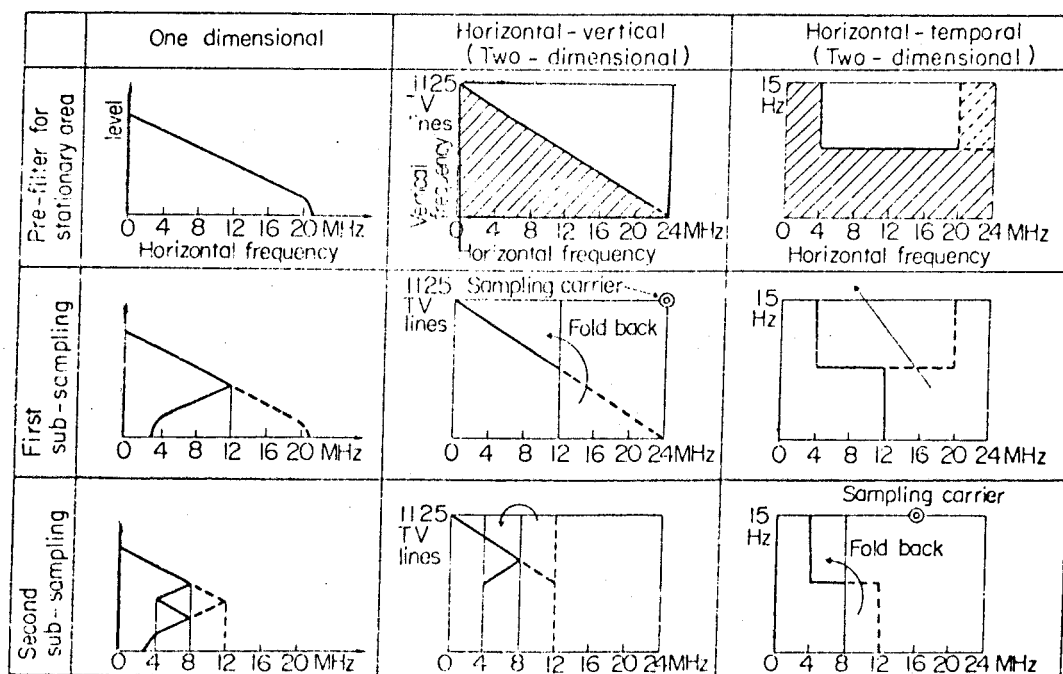 One dimensional
Horizontal-vertical
(Two-dimensional)
Horizontal-temporal
(Two-dimensional)
Pre-filter for
stationary area
level
0 4 8 12 16 20 MHz
Horizontal frequency
1125
TV
lines
Vertical
frequency
0 4 8 12 16 20 24 MHz
Horizontal frequency
15
Hz
0 4 8 12 16 20 24 MHz
Horizontal frequency
First
sub-sampling
0 4 8 12 16 20 MHz
1125
TV
lines
Sampling carrier
Fold back
0 4 8 12 16 20 24 MHz
15
Hz
0 4 8 12 16 20 24 MHz
Second
sub-sampling
0 4 8 12 16 20 MHz
1125
TV
lines
0 4 8 12 16 20 24 MHz
Sampling carrier
15
Hz
Fold back
0 4 8 12 16 20 24 MHz